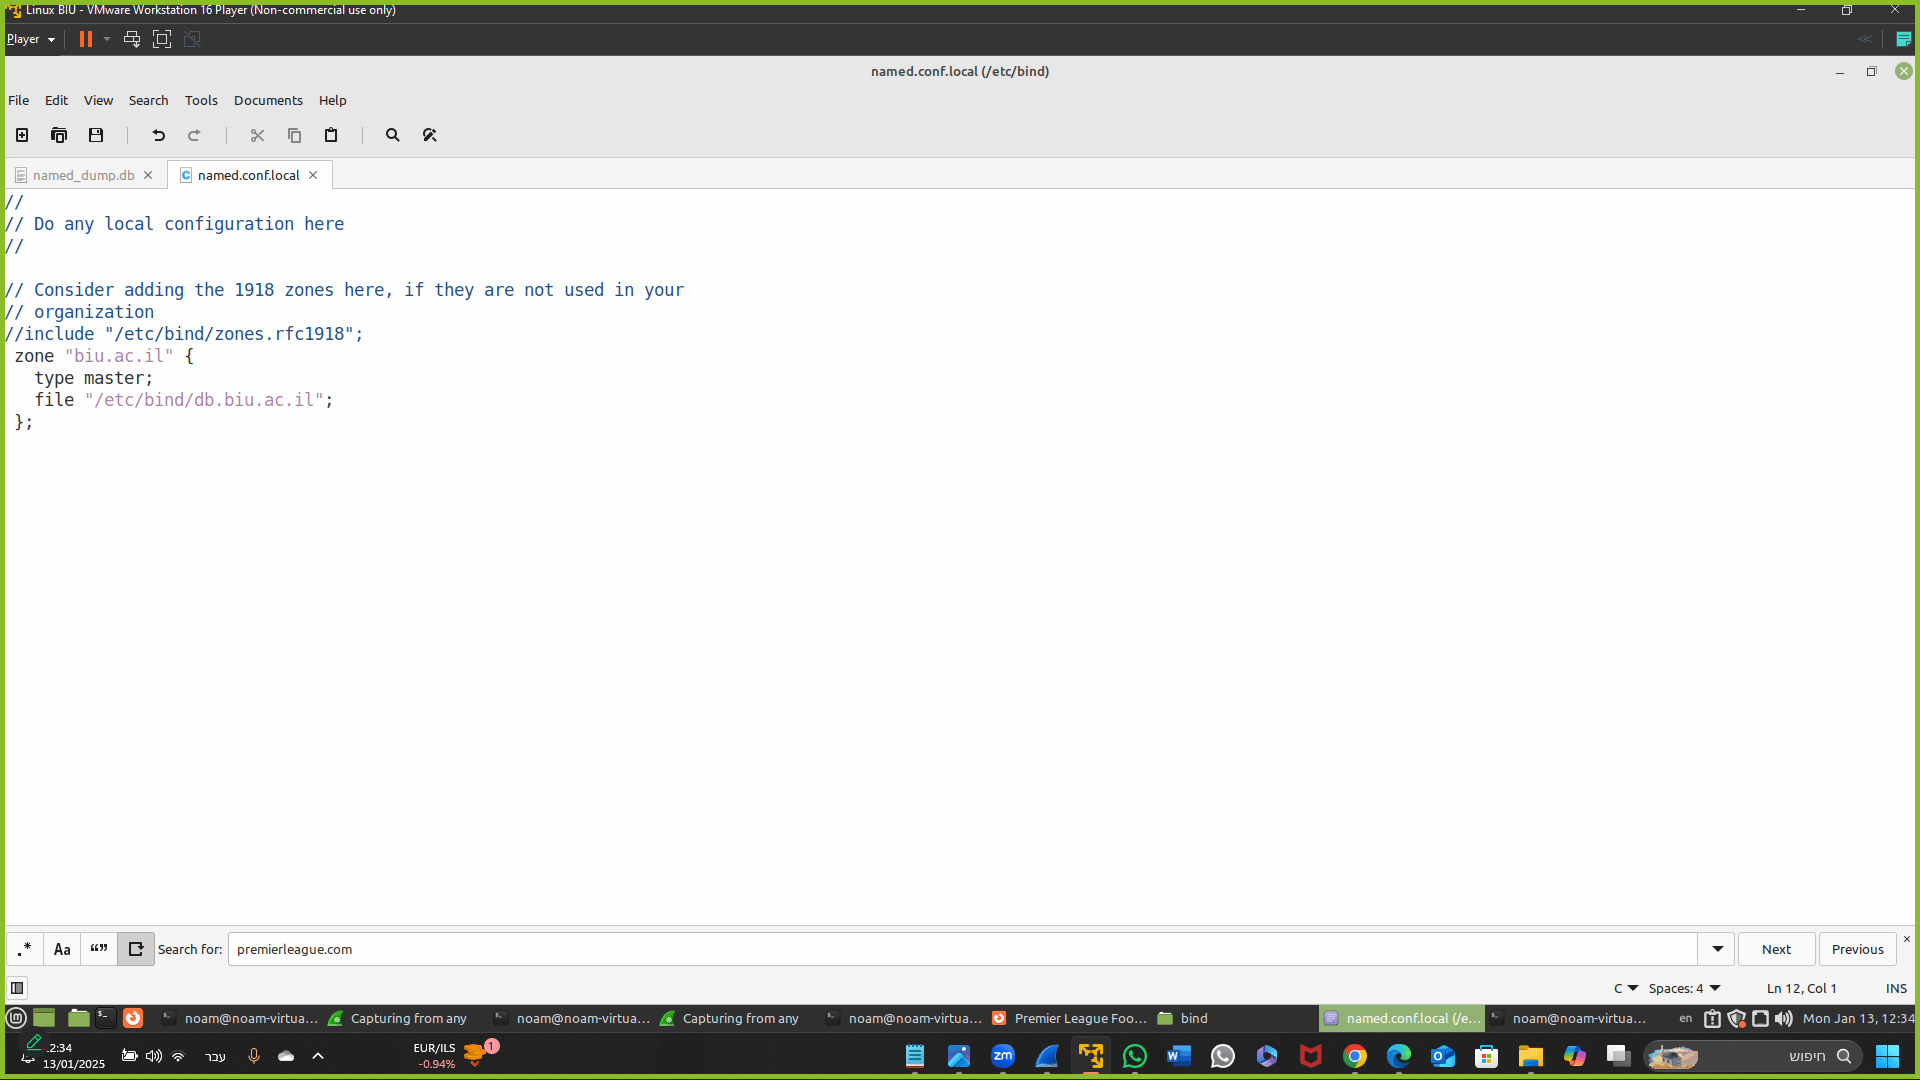 Linux BIU - VMware Workstation 16 Player (Non-commercial use only)
Player
named.conf.local (/etc/bind)
File Edit View Search Tools Documents Help
named_dump.db
named.conf.local
//
// Do any local configuration here
//
// Consider adding the 1918 zones here, if they are not used in your
// organization
//include "/etc/bind/zones.rfc1918";
zone "biu.ac.il" {
type master;
file "/etc/bind/db.biu.ac.il";
};
.* Aa “” Search for: premierleague.com Next Previous
C Spaces: 4 Ln 12, Col 1 INS
noam@noam-virtua... Capturing from any noam@noam-virtua... Capturing from any noam@noam-virtua... Premier League Foo... bind named.conf.local (/e... noam@noam-virtua... en Mon Jan 13, 12:34
12:34
13/01/2025
עבר
EUR/ILS
-0.94%
1
zm
חיפוש